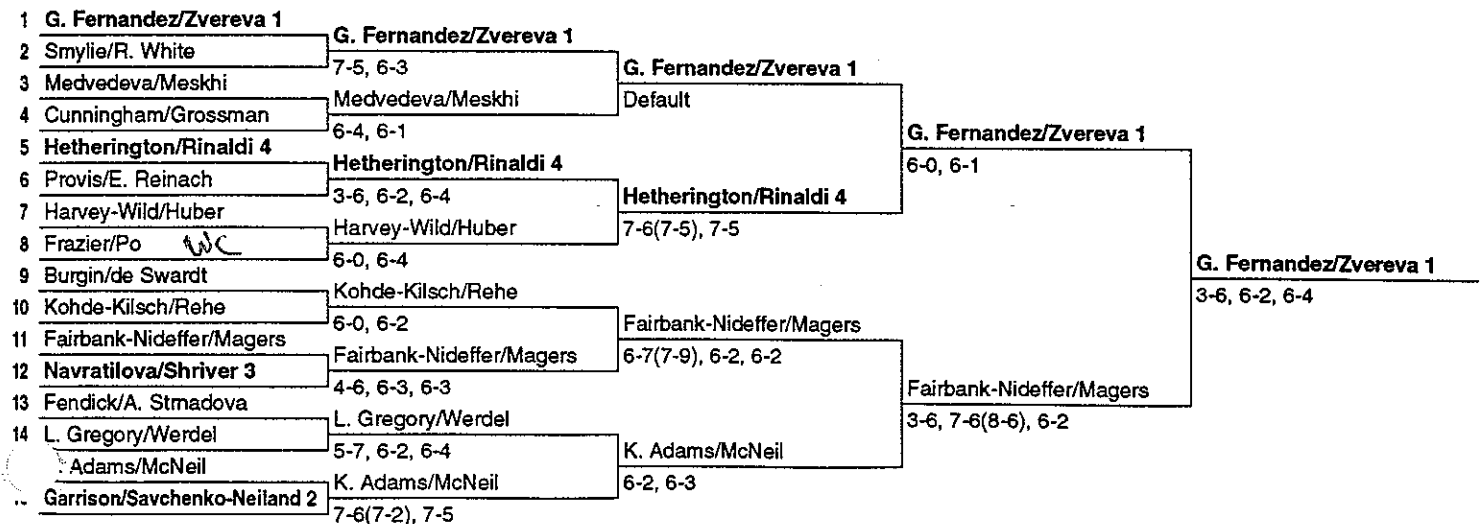 1 G. Fernandez/Zvereva 1
2 Smylie/R. White
3 Medvedeva/Meskhi
4 Cunningham/Grossman
5 Hetherington/Rinaldi 4
6 Provis/E. Reinach
7 Harvey-Wild/Huber
8 Frazier/Po WC
9 Burgin/de Swardt
10 Kohde-Kilsch/Rehe
11 Fairbank-Nideffer/Magers
12 Navratilova/Shriver 3
13 Fendick/A. Strnadova
14 L. Gregory/Werdel
Adams/McNeil
Garrison/Savchenko-Neiland 2
G. Fernandez/Zvereva 1
7-5, 6-3
Medvedeva/Meskhi
6-4, 6-1
Hetherington/Rinaldi 4
3-6, 6-2, 6-4
Harvey-Wild/Huber
6-0, 6-4
Kohde-Kilsch/Rehe
6-0, 6-2
Fairbank-Nideffer/Magers
4-6, 6-3, 6-3
L. Gregory/Werdel
5-7, 6-2, 6-4
K. Adams/McNeil
7-6(7-2), 7-5
G. Fernandez/Zvereva 1
Default
Hetherington/Rinaldi 4
7-6(7-5), 7-5
Fairbank-Nideffer/Magers
6-7(7-9), 6-2, 6-2
K. Adams/McNeil
6-2, 6-3
G. Fernandez/Zvereva 1
6-0, 6-1
Fairbank-Nideffer/Magers
3-6, 7-6(8-6), 6-2
G. Fernandez/Zvereva 1
3-6, 6-2, 6-4